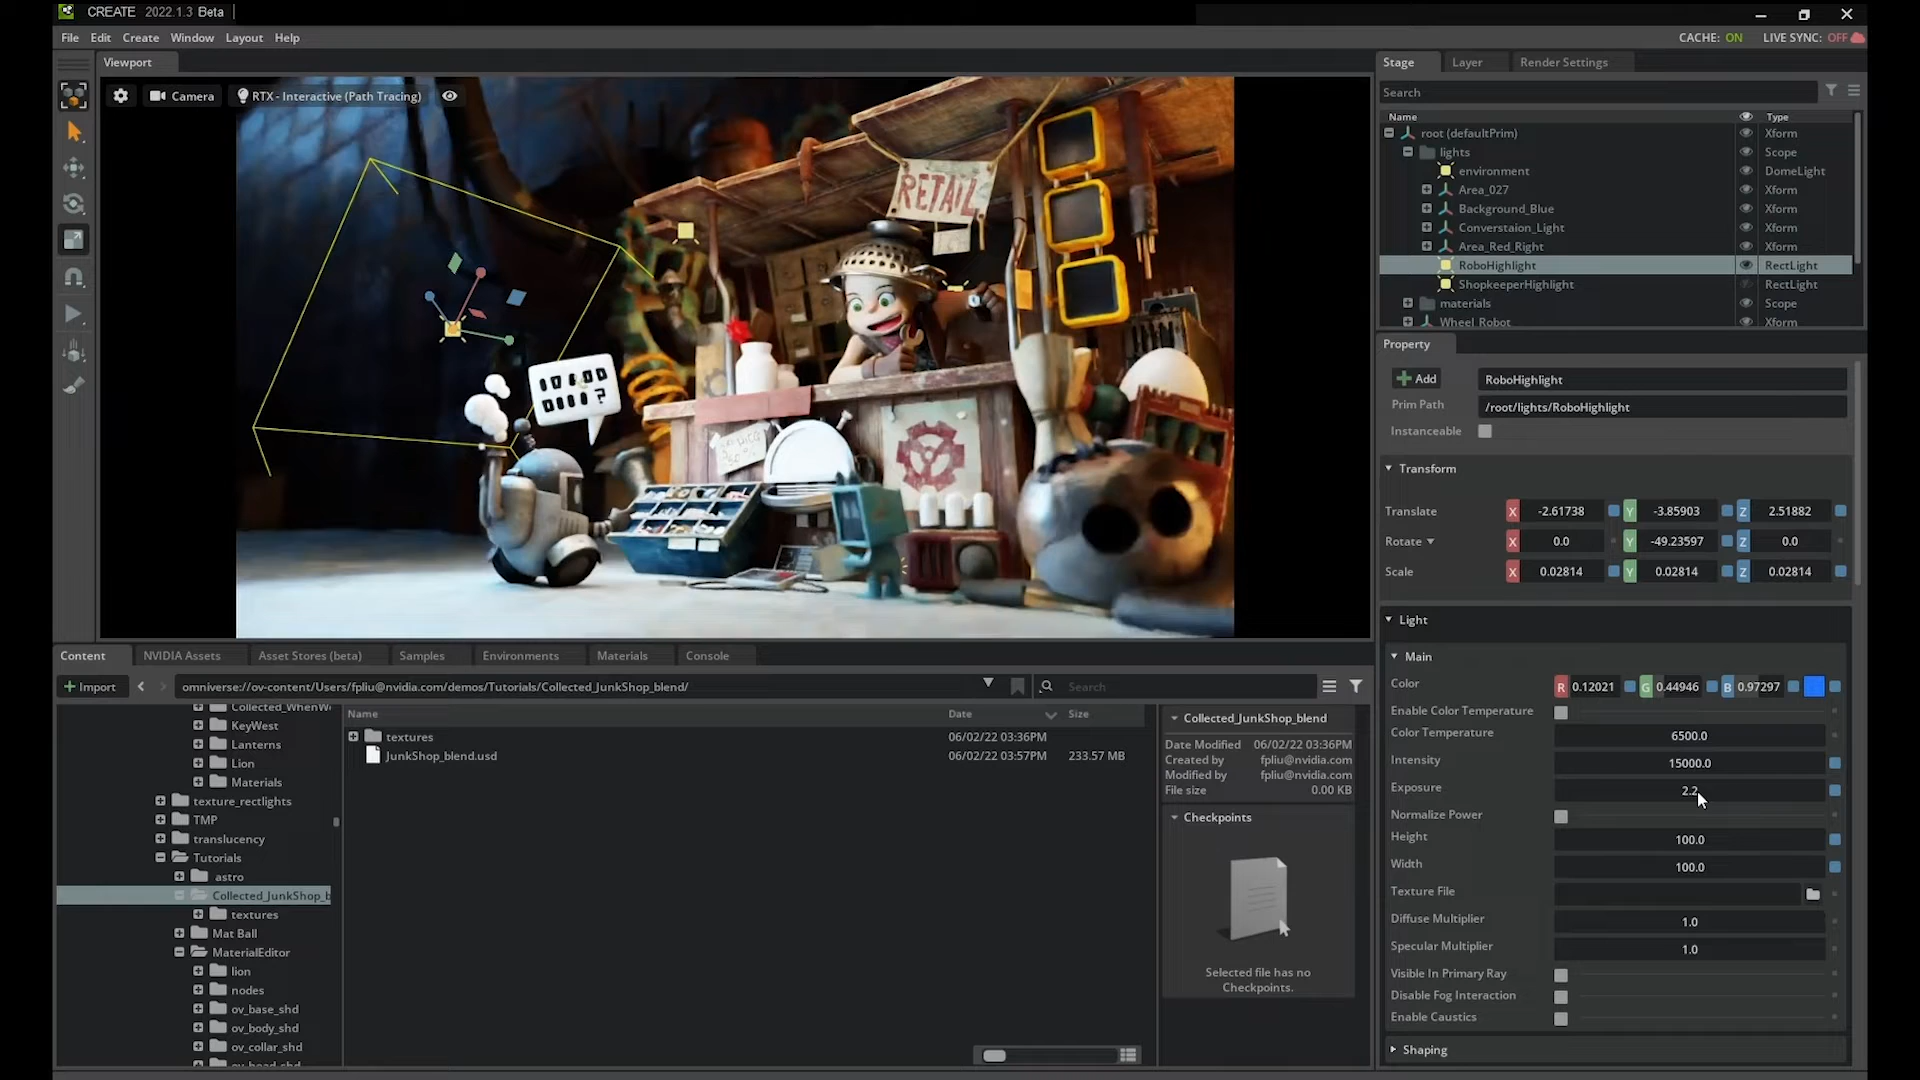 CREATE 2022.1.3 Beta
File Edit Create Window Layout Help
CACHE: ON LIVE SYNC: OFF
Viewport
Camera
RTX - Interactive (Path Tracing)
RETAIL
Stage Layer Render Settings
Search
Name Type
root (defaultPrim) Xform
lights Scope
environment DomeLight
Area_027 Xform
Background_Blue Xform
Converstaion_Light Xform
Area_Red_Right Xform
RoboHighlight RectLight
ShopkeeperHighlight RectLight
materials Scope
Wheel_Robot Xform
Property
Add RoboHighlight
Prim Path /root/lights/RoboHighlight
Instanceable
Transform
Translate X -2.61738 Y -3.85903 Z 2.51882
Rotate X 0.0 Y -49.23597 Z 0.0
Scale X 0.02814 Y 0.02814 Z 0.02814
Light
Main
Color R 0.12021 G 0.44946 B 0.97297
Enable Color Temperature
Color Temperature 6500.0
Intensity 15000.0
Exposure 2.2
Normalize Power
Height 100.0
Width 100.0
Texture File
Diffuse Multiplier 1.0
Specular Multiplier 1.0
Visible In Primary Ray
Disable Fog Interaction
Enable Caustics
Shaping
Content NVIDIA Assets Asset Stores (beta) Samples Environments Materials Console
Import omniverse://ov-content/Users/fpliu@nvidia.com/demos/Tutorials/Collected_JunkShop_blend/ Search
KeyWest
Lanterns
Lion
Materials
texture_rectlights
TMP
translucency
Tutorials
astro
Collected_JunkShop_b
textures
Mat Ball
MaterialEditor
lion
nodes
ov_base_shd
ov_body_shd
ov_collar_shd
Name Date Size
textures 06/02/22 03:36PM
JunkShop_blend.usd 06/02/22 03:57PM 233.57 MB
Collected_JunkShop_blend
Date Modified 06/02/22 03:36PM
Created by fpliu@nvidia.com
Modified by fpliu@nvidia.com
File size 0.00 KB
Checkpoints
Selected file has no
Checkpoints.